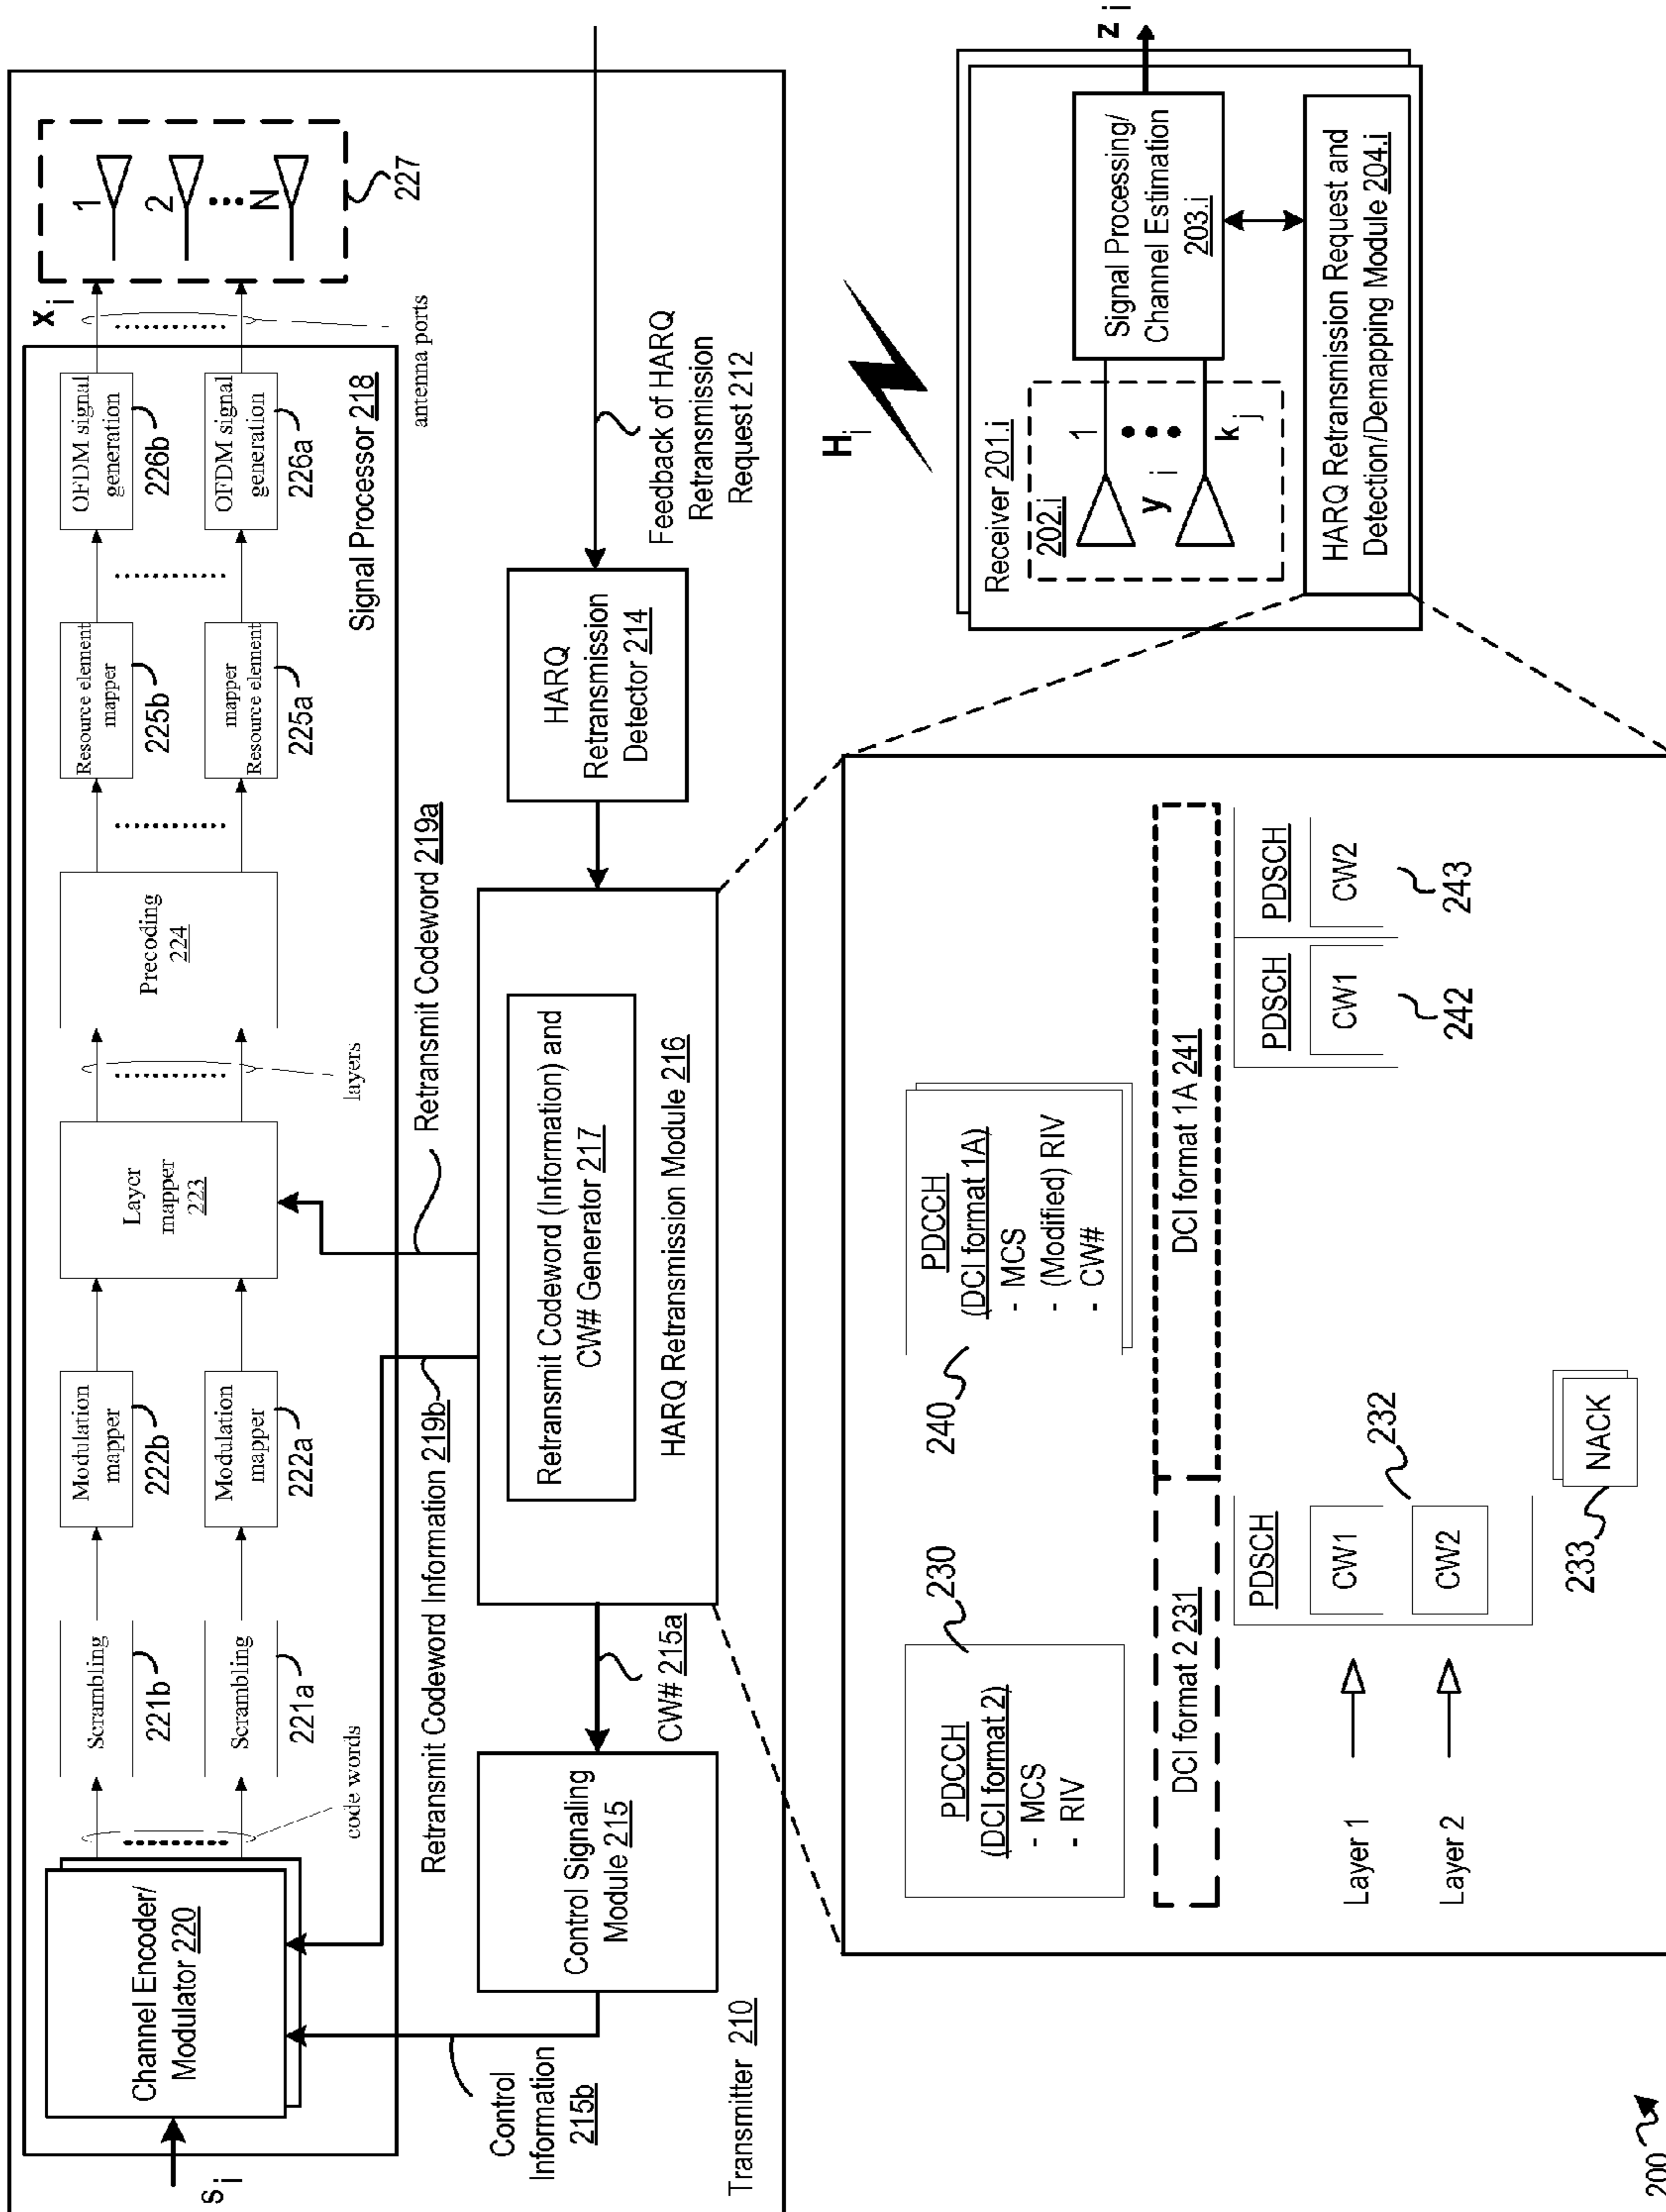 s i
Channel Encoder/
Modulator 220
code words
Scrambling
221b
Scrambling
221a
Modulation
mapper
222b
Modulation
mapper
222a
Layer
mapper
223
layers
Precoding
224
Resource element
mapper
225b
mapper
Resource element
225a
OFDM signal
generation
226b
OFDM signal
generation
226a
Signal Processor 218
x i
antenna ports
1
2
N
227
Control
Information
215b
Retransmit Codeword Information 219b
Retransmit Codeword 219a
Control Signaling
Module 215
CW# 215a
Retransmit Codeword (Information) and
CW# Generator 217
HARQ Retransmission Module 216
HARQ
Retransmission
Detector 214
Feedback of HARQ
Retransmission
Request 212
Transmitter 210
H i
Receiver 201.i
202.i
1
y i
k j
Signal Processing/
Channel Estimation
203.i
z i
HARQ Retransmission Request and
Detection/Demapping Module 204.i
PDCCH
(DCI format 2)
- MCS
- RIV
230
PDCCH
(DCI format 1A)
- MCS
- (Modified) RIV
- CW#
240
DCI format 2 231
DCI format 1A 241
Layer 1
Layer 2
PDSCH
CW1
CW2
232
NACK
233
PDSCH
CW1
242
PDSCH
CW2
243
200